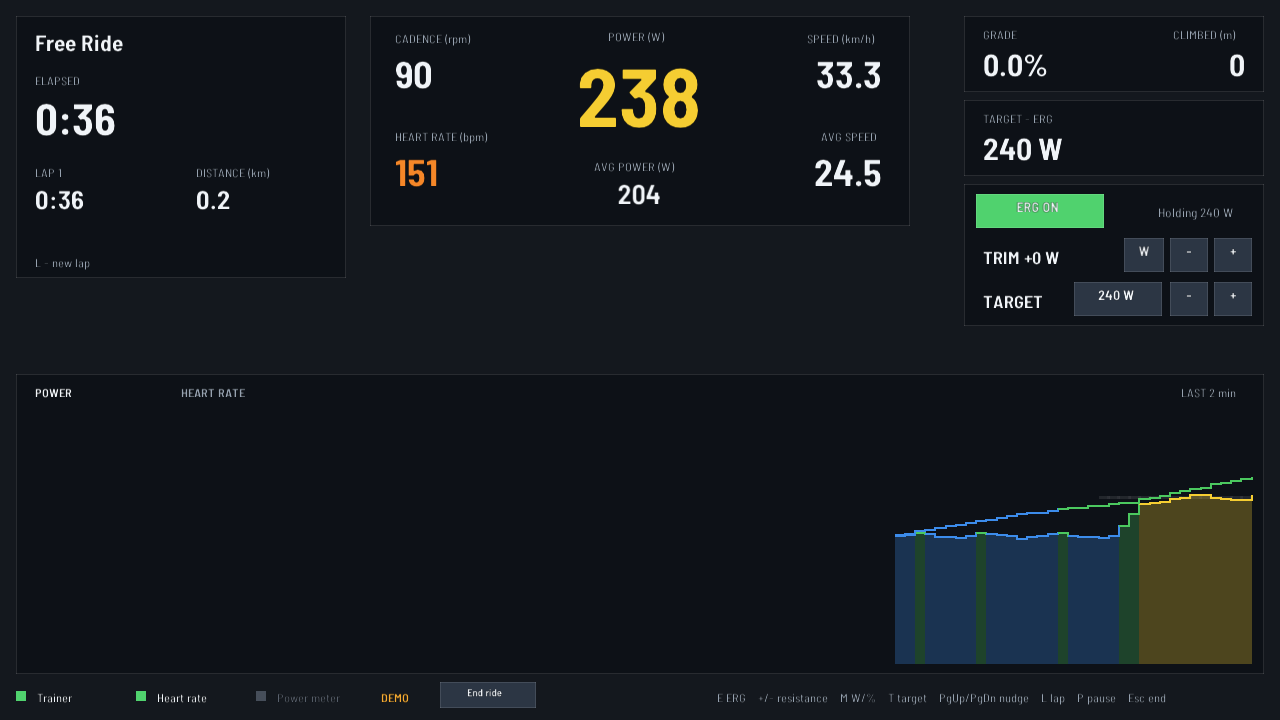 Free Ride
ELAPSED
0:36
LAP 1
DISTANCE (km)
0:36
0.2
L - new lap
CADENCE (rpm)
POWER (W)
SPEED (km/h)
90
238
33.3
HEART RATE (bpm)
AVG SPEED
151
AVG POWER (W)
204
24.5
GRADE
CLIMBED (m)
0.0%
0
TARGET - ERG
240 W
ERG ON
Holding 240 W
TRIM +0 W
W
-
+
TARGET
240 W
-
+
POWER
HEART RATE
LAST 2 min
Trainer
Heart rate
Power meter
DEMO
End ride
E ERG +/- resistance M W/% T target PgUp/PgDn nudge L lap P pause Esc end